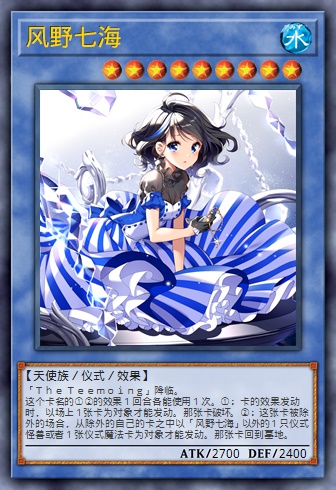 风野七海
水
【天使族／仪式／效果】
「ＴｈｅＴｅｅｍｏｉｎｇ」降临。
这个卡名的①②的效果１回合各能使用１次。①：卡的效果发动
时，以场上１张卡为对象才能发动。那张卡破坏。②：这张卡被除
外的场合，从除外的自己的卡之中以「风野七海」以外的１只仪式
怪兽或者１张仪式魔法卡为对象才能发动。那张卡回到墓地。
ATK/2700 DEF/2400